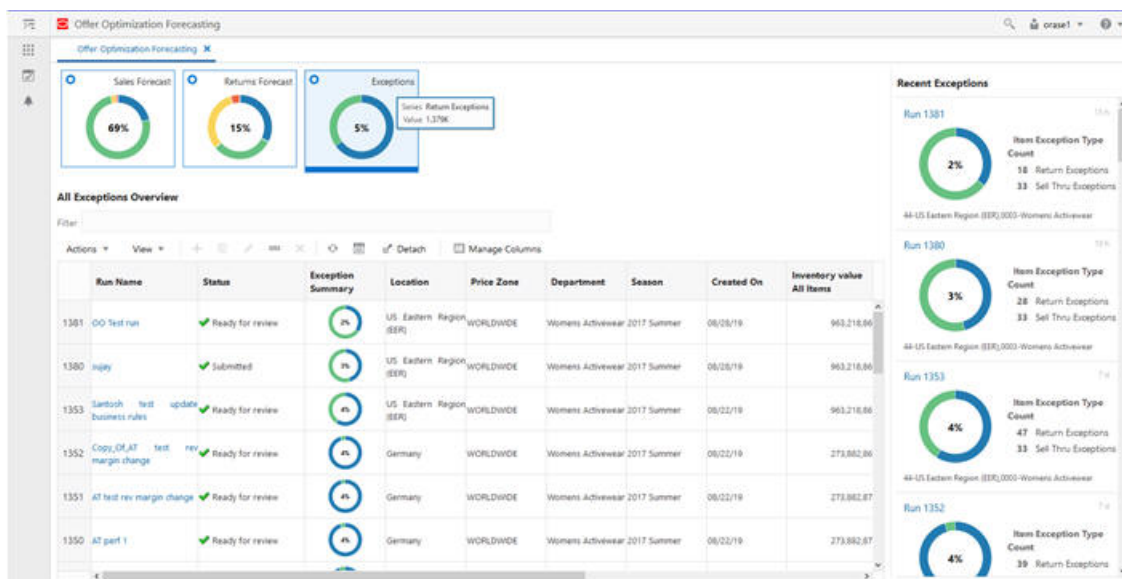 Offer Optimization Forecasting
orase1
Offer Optimization Forecasting
Sales Forecast
69%
Returns Forecast
15%
Exceptions
5%
Series Return Exceptions
Value 1.379K
All Exceptions Overview
Filter
Actions View Detach Manage Columns
Run Name Status Exception Summary Location Price Zone Department Season Created On Inventory value All Items
1381 OO Test run Ready for review 2% US Eastern Region (EER) WORLDWIDE Womens Activewear 2017 Summer 08/28/19 963,218,86
1380 sujay Submitted 3% US Eastern Region (EER) WORLDWIDE Womens Activewear 2017 Summer 08/28/19 963,218,86
1353 Santosh test update business rules Ready for review 4% US Eastern Region (EER) WORLDWIDE Womens Activewear 2017 Summer 08/22/19 963,218,86
1352 Copy_Of_AT test rev margin change Ready for review 4% Germany WORLDWIDE Womens Activewear 2017 Summer 08/22/19 273,882,86
1351 AT test rev margin change Ready for review 4% Germany WORLDWIDE Womens Activewear 2017 Summer 08/22/19 273,882,87
1350 AT perf 1 Ready for review 4% Germany WORLDWIDE Womens Activewear 2017 Summer 08/22/19 273,882,87
Recent Exceptions
Run 1381
2%
Item Exception Type Count
18 Return Exceptions
33 Sell Thru Exceptions
44-US Eastern Region (EER),0003-Womens Activewear
Run 1380
3%
Item Exception Type Count
28 Return Exceptions
33 Sell Thru Exceptions
44-US Eastern Region (EER),0003-Womens Activewear
Run 1353
7 d
4%
Item Exception Type Count
47 Return Exceptions
33 Sell Thru Exceptions
44-US Eastern Region (EER),0003-Womens Activewear
Run 1352
7 d
4%
Item Exception Type Count
39 Return Exceptions